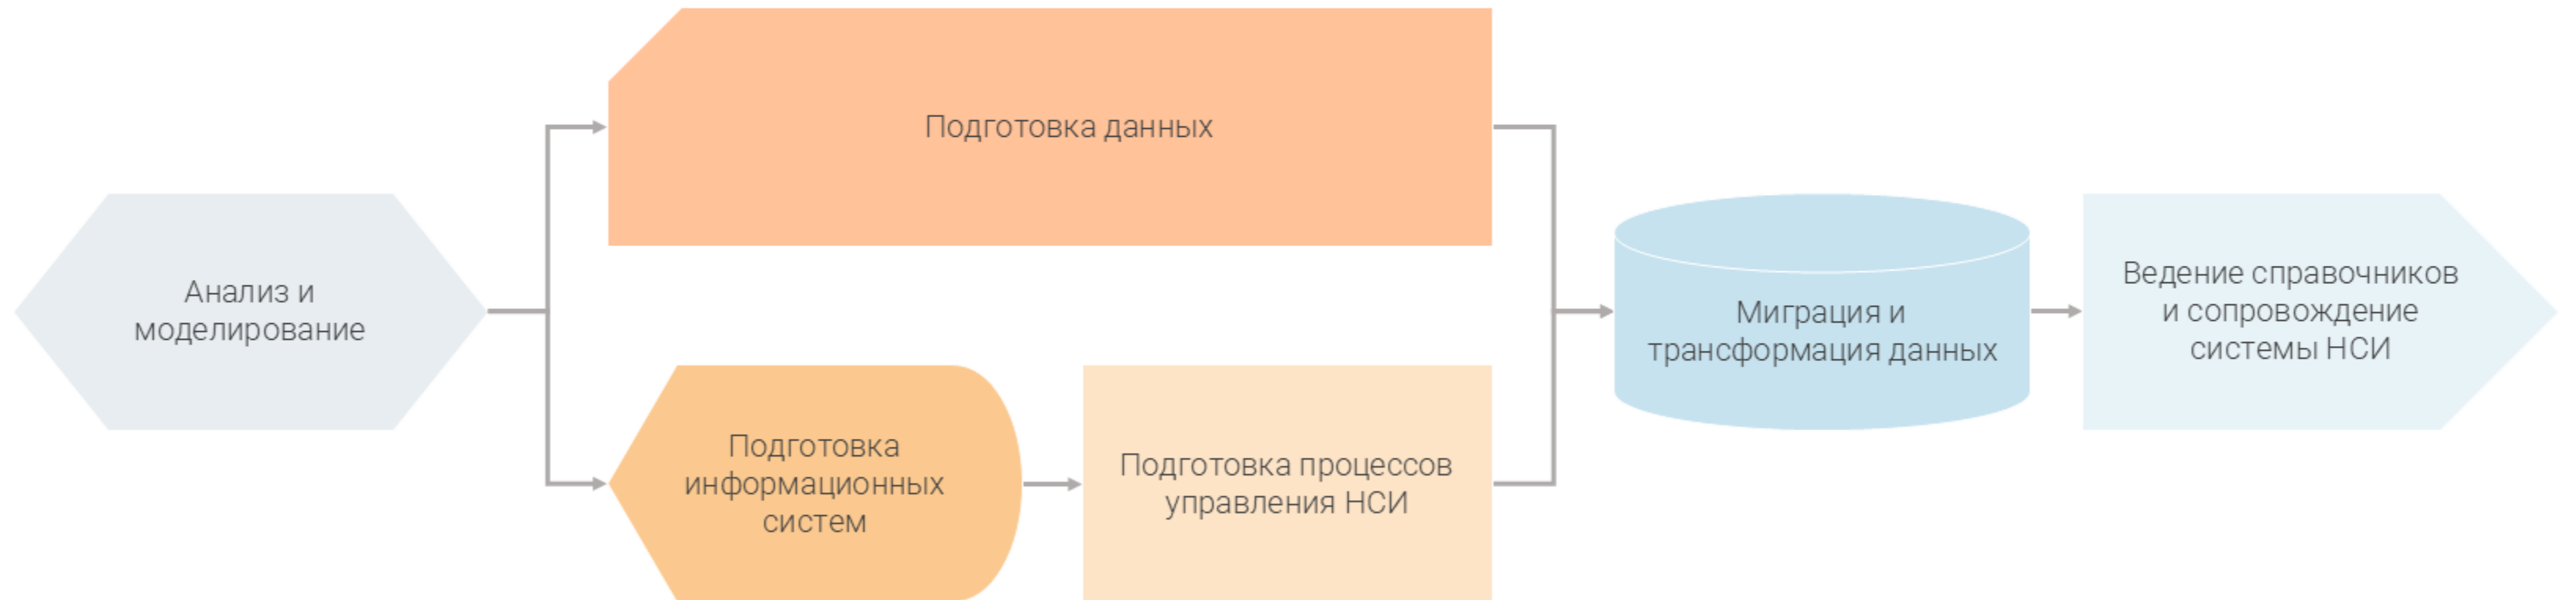 Подготовка данных
Анализ и
моделирование
Подготовка
информационных
систем
Подготовка процессов
управления НСИ
Миграция и
трансформация данных
Ведение справочников
и сопровождение
системы НСИ